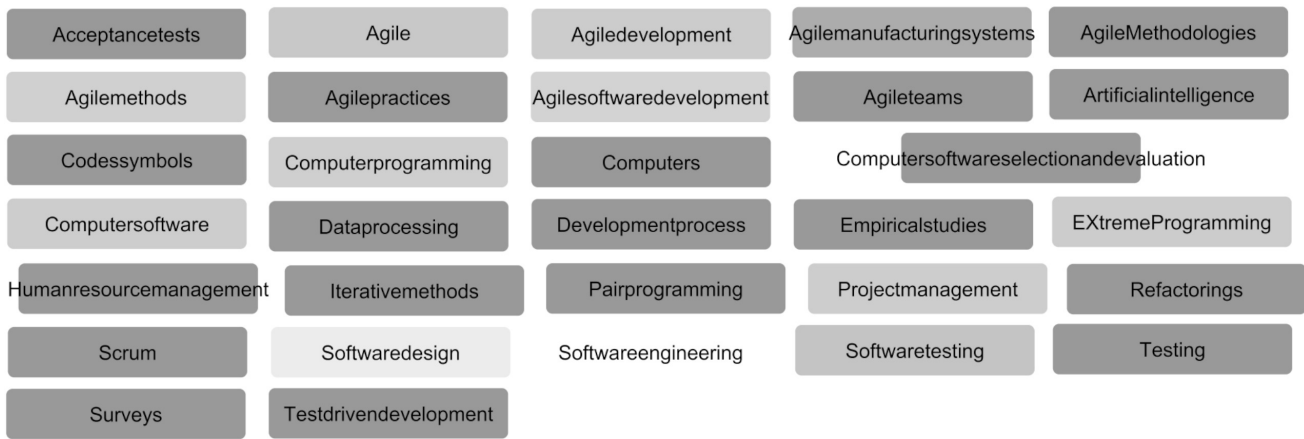 Acceptancetests Agile Agiledevelopment Agilemanufacturingsystems AgileMethodologies
Agilemethods Agilepractices Agilesoftwaredevelopment Agileteams Artificialintelligence
Codessymbols Computerprogramming Computers Computersoftwareselectionandevaluation
Computersoftware Dataprocessing Developmentprocess Empiricalstudies EXtremeProgramming
Humanresourcemanagement Iterativemethods Pairprogramming Projectmanagement Refactorings
Scrum Softwaredesign Softwareengineering Softwaretesting Testing
Surveys Testdrivendevelopment